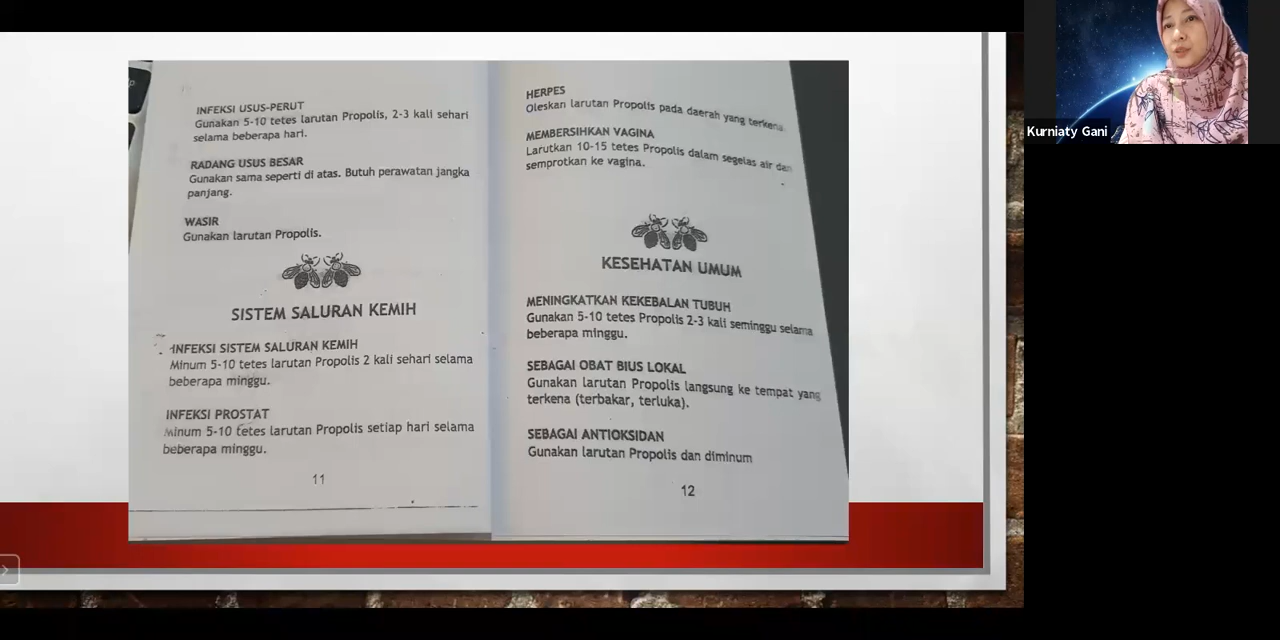 INFEKSI USUS-PERUT
Gunakan 5-10 tetes larutan Propolis, 2-3 kali sehari
selama beberapa hari.
RADANG USUS BESAR
Gunakan sama seperti di atas. Butuh perawatan jangka
panjang.
WASIR
Gunakan larutan Propolis.
SISTEM SALURAN KEMIH
INFEKSI SISTEM SALURAN KEMIH
Minum 5-10 tetes larutan Propolis 2 kali sehari selama
beberapa minggu.
INFEKSI PROSTAT
Minum 5-10 tetes larutan Propolis setiap hari selama
beberapa minggu.
11
HERPES
Oleskan larutan Propolis pada daerah yang terkena
MEMBERSIHKAN VAGINA
Larutkan 10-15 tetes Propolis dalam segelas air dan
semprotkan ke vagina.
KESEHATAN UMUM
MENINGKATKAN KEKEBALAN TUBUH
Gunakan 5-10 tetes Propolis 2-3 kali seminggu selama
beberapa minggu.
SEBAGAI OBAT BIUS LOKAL
Gunakan larutan Propolis langsung ke tempat yang
terkena (terbakar, terluka).
SEBAGAI ANTIOKSIDAN
Gunakan larutan Propolis dan diminum
12
Kurniaty Gani